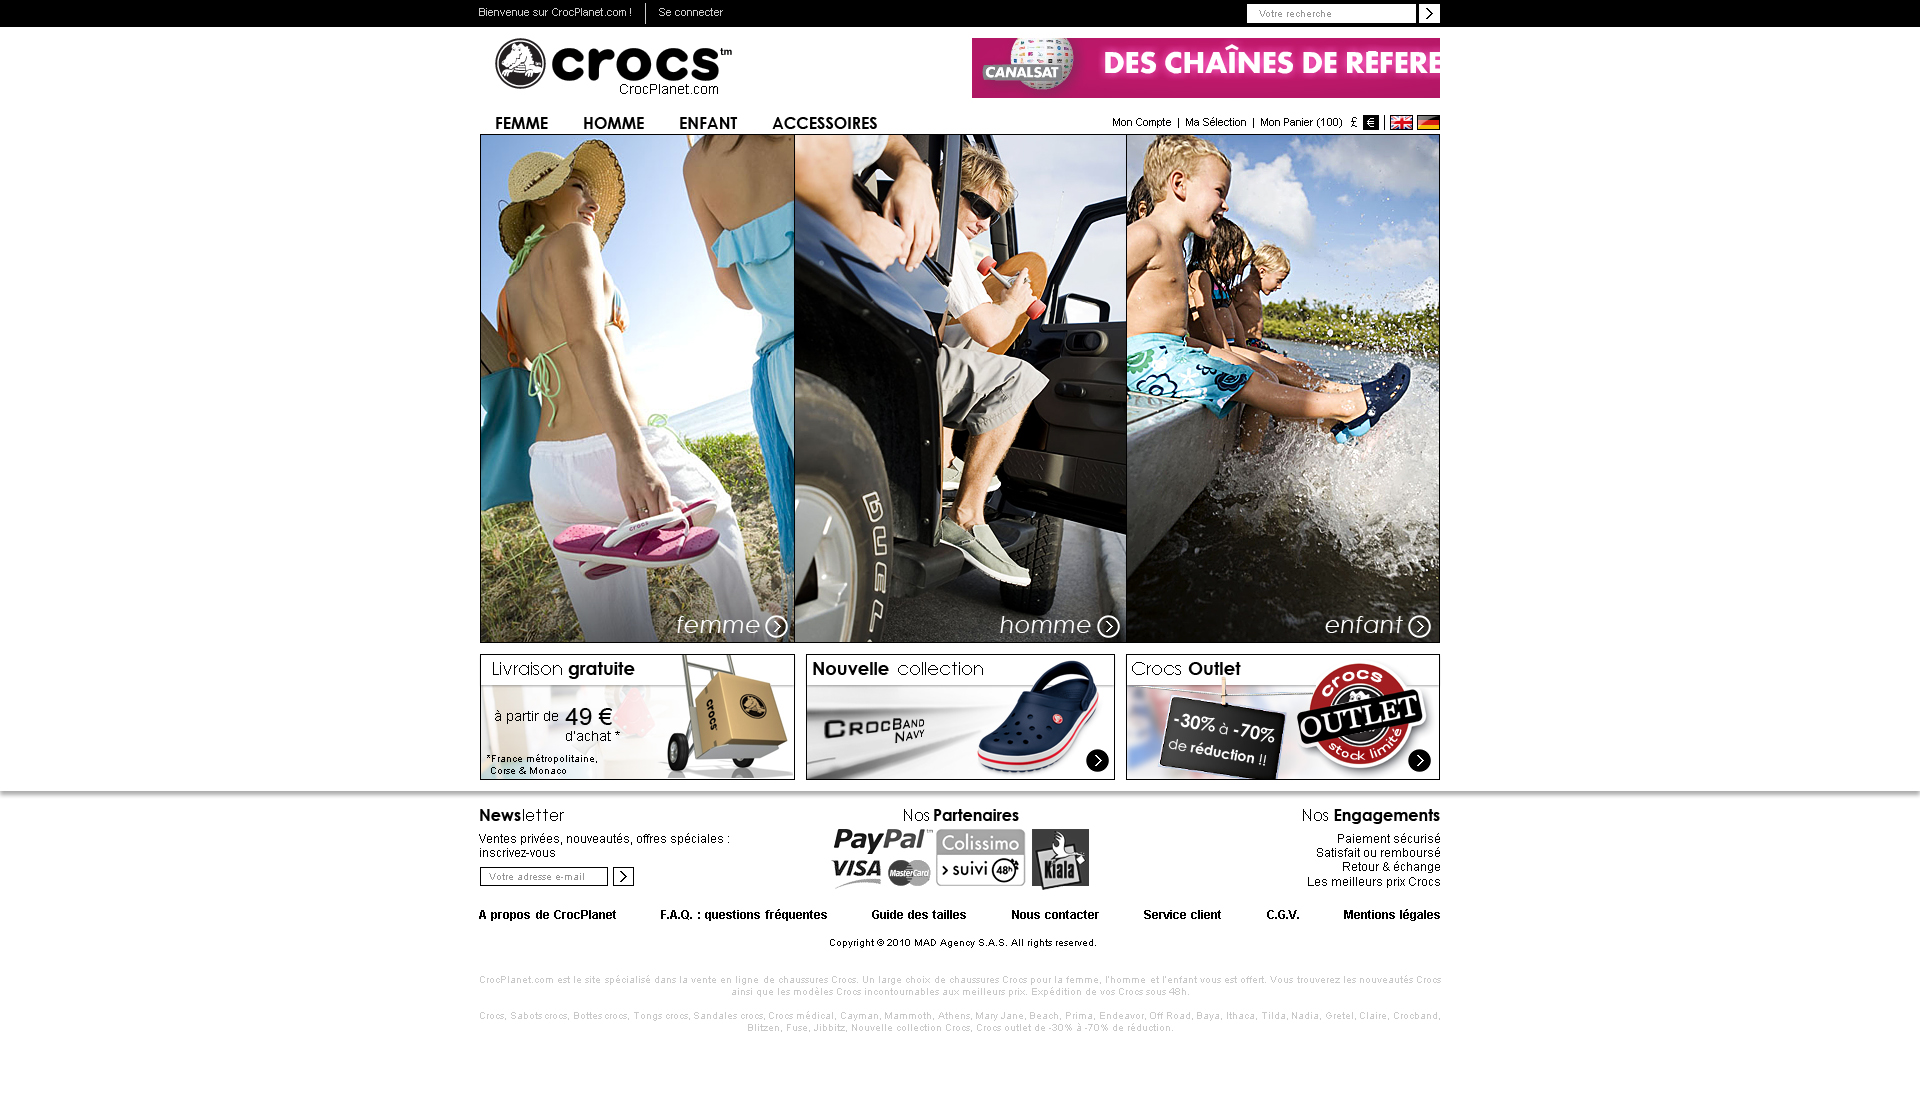 Bienvenue sur CrocPlanet.com !
Se connecter
Votre recherche
crocs™
CrocPlanet.com
CANALSAT
DES CHAÎNES DE RÉFÉRE
FEMME HOMME ENFANT ACCESSOIRES
Mon Compte | Ma Sélection | Mon Panier (100) £ € |
crocs
DUEL
femme
homme
enfant
Livraison gratuite
à partir de 49 €
d'achat *
*France métropolitaine,
Corse & Monaco
crocs
Nouvelle collection
CROCBAND
NAVY
Crocs Outlet
-30% à -70%
de réduction !!
crocs
OUTLET
stock limité
Newsletter
Ventes privées, nouveautés, offres spéciales :
inscrivez-vous
Votre adresse e-mail
Nos Partenaires
PayPal™
VISA
MasterCard
Colissimo
suivi 48h
Kiala
Nos Engagements
Paiement sécurisé
Satisfait ou remboursé
Retour & échange
Les meilleurs prix Crocs
A propos de CrocPlanet F.A.Q. : questions fréquentes Guide des tailles Nous contacter Service client C.G.V. Mentions légales
Copyright © 2010 MAD Agency S.A.S. All rights reserved.
CrocPlanet.com est le site spécialisé dans la vente en ligne de chaussures Crocs. Un large choix de chaussures Crocs pour la femme, l'homme et l'enfant vous est offert. Vous trouverez les nouveautés Crocs
ainsi que les modèles Crocs incontournables aux meilleurs prix. Expédition de vos Crocs sous 48h.
Crocs, Sabots crocs, Bottes crocs, Tongs crocs, Sandales crocs, Crocs médical, Cayman, Mammoth, Athens, Mary Jane, Beach, Prima, Endeavor, Off Road, Baya, Ithaca, Tilda, Nadia, Gretel, Claire, Crocband,
Blitzen, Fuse, Jibbitz, Nouvelle collection Crocs, Crocs outlet de -30% à -70% de réduction.